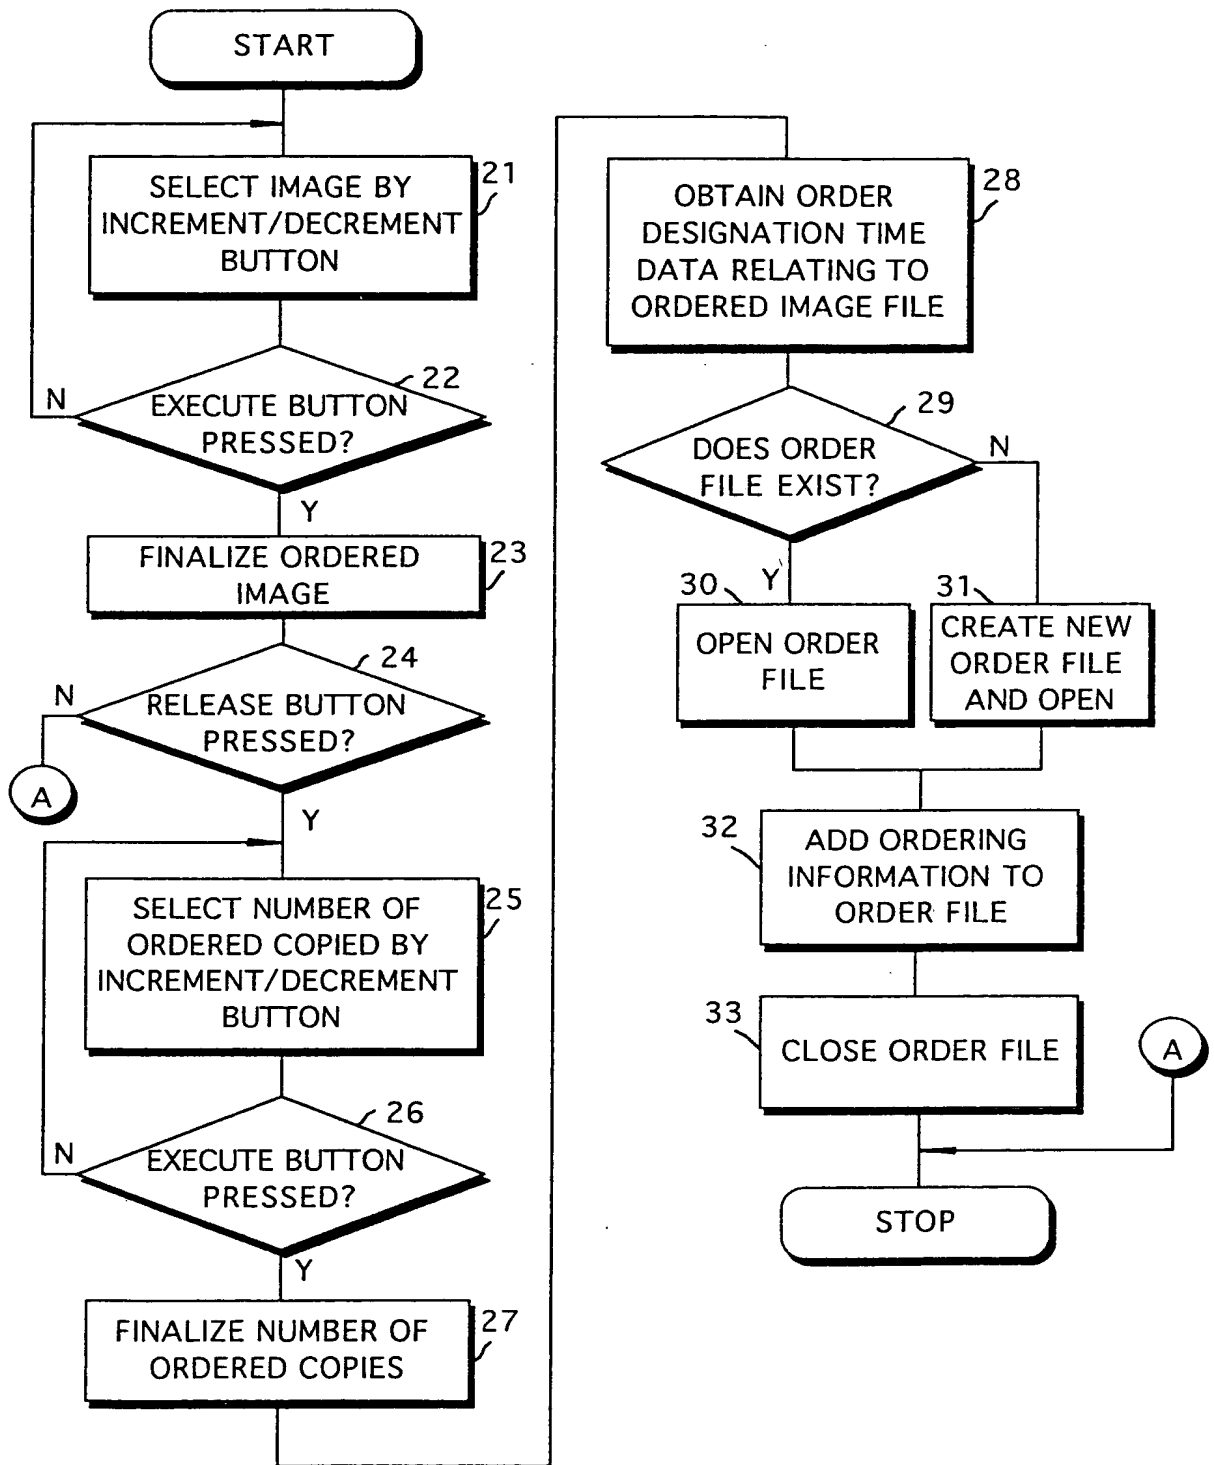 START
SELECT IMAGE BY
INCREMENT/DECREMENT
BUTTON
21
EXECUTE BUTTON
PRESSED?
22
N
Y
FINALIZE ORDERED
IMAGE
23
RELEASE BUTTON
PRESSED?
24
N
A
Y
SELECT NUMBER OF
ORDERED COPIED BY
INCREMENT/DECREMENT
BUTTON
25
EXECUTE BUTTON
PRESSED?
26
N
Y
FINALIZE NUMBER OF
ORDERED COPIES
27
OBTAIN ORDER
DESIGNATION TIME
DATA RELATING TO
ORDERED IMAGE FILE
28
DOES ORDER
FILE EXIST?
29
N
Y
30
OPEN ORDER
FILE
31
CREATE NEW
ORDER FILE
AND OPEN
32
ADD ORDERING
INFORMATION TO
ORDER FILE
33
CLOSE ORDER FILE
A
STOP